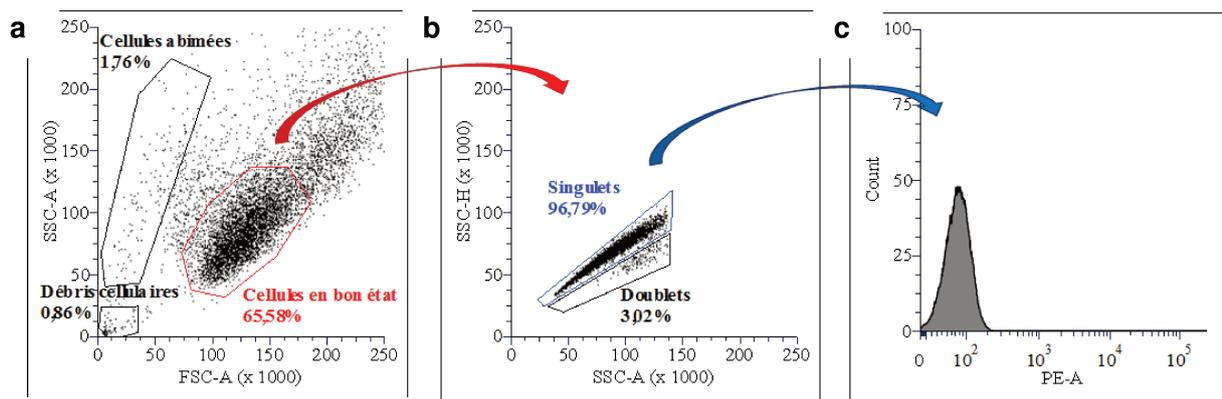 a
250
200
150
100
50
0
SSC-A (x 1000)
Cellules abimées
1,76%
Débris cellulaires
0,86%
Cellules en bon état
65,58%
0 50 100 150 200 250
FSC-A (x 1000)
b
250
200
150
100
50
0
SSC-H (x 1000)
Singulets
96,79%
Doublets
3,02%
0 50 100 150 200 250
SSC-A (x 1000)
c
100
75
50
25
0
Count
0 10² 10³ 10⁴ 10⁵
PE-A